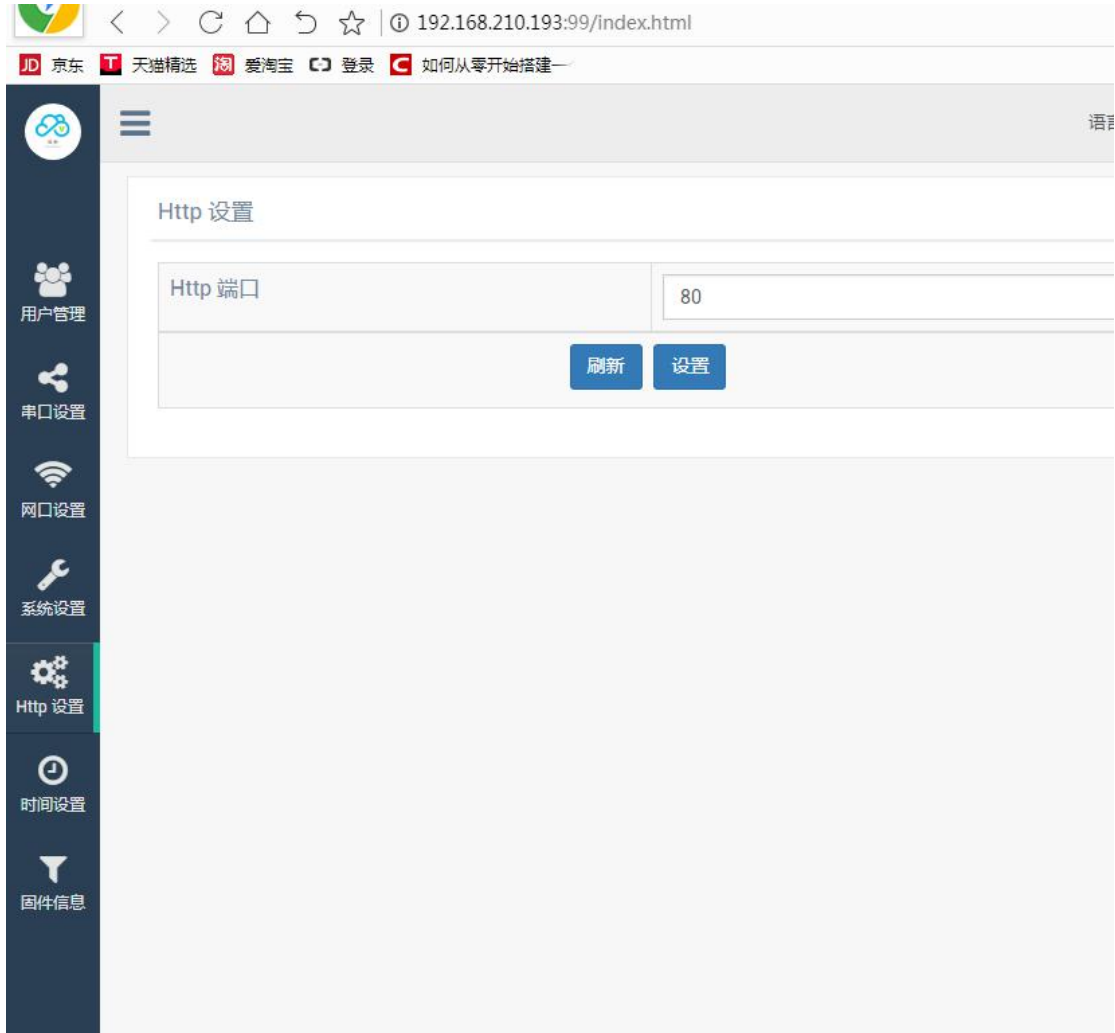 192.168.210.193:99/index.html
JD 京东 T 天猫精选 淘 爱淘宝 登录 C 如何从零开始搭建一
语言
Http 设置
Http 端口 80
刷新 设置
用户管理
串口设置
网口设置
系统设置
Http 设置
时间设置
固件信息